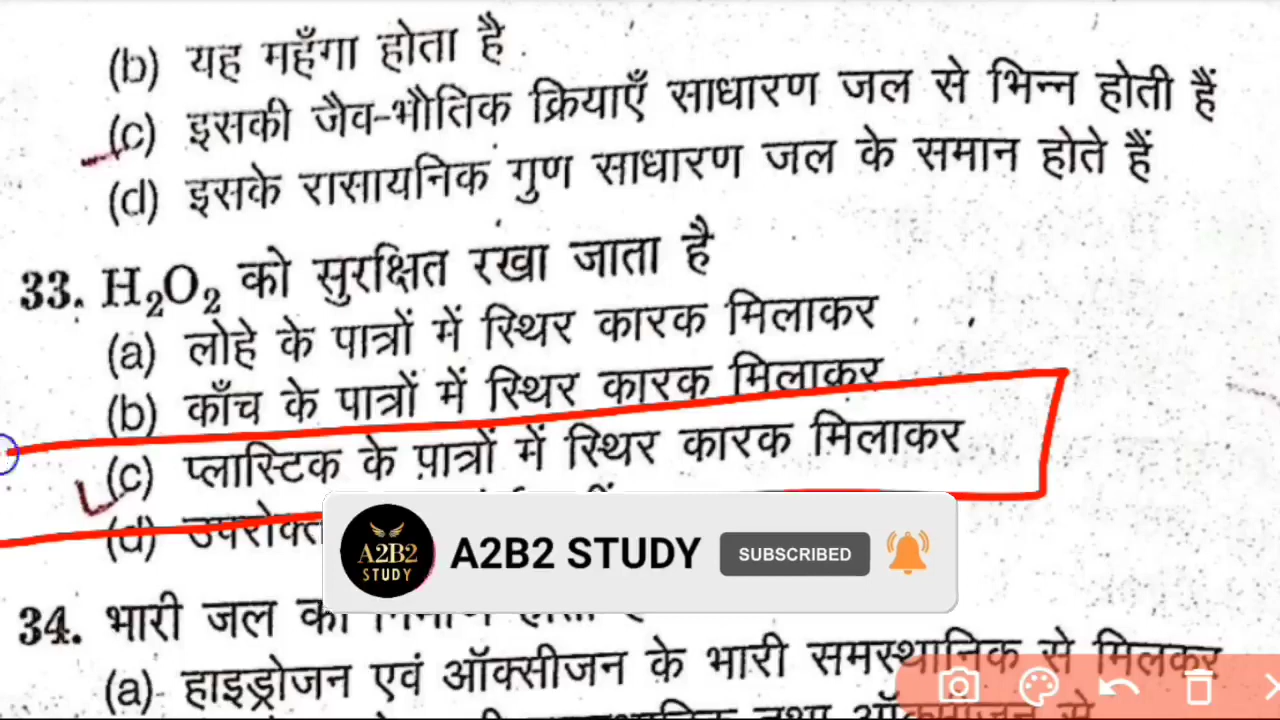 (b) यह महँगा होता है
(c) इसकी जैव-भौतिक क्रियाएँ साधारण जल से भिन्न होती हैं
(d) इसके रासायनिक गुण साधारण जल के समान होते हैं
33. H₂O₂ को सुरक्षित रखा जाता है
(a) लोहे के पात्रों में स्थिर कारक मिलाकर
(b) काँच के पात्रों में स्थिर कारक मिलाकर
(c) प्लास्टिक के पात्रों में स्थिर कारक मिलाकर
(d) उपरोक्त
A2B2 STUDY
A2B2 STUDY SUBSCRIBED
34. भारी जल का
(a) हाइड्रोजन एवं ऑक्सीजन के भारी समस्थानिक से मिलकर